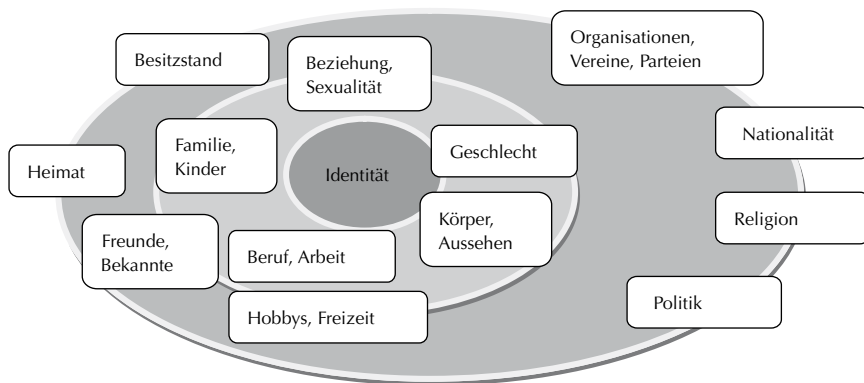 Organisationen,
Vereine, Parteien
Besitzstand
Beziehung,
Sexualität
Nationalität
Familie,
Kinder
Geschlecht
Heimat
Identität
Körper,
Aussehen
Religion
Freunde,
Bekannte
Beruf, Arbeit
Politik
Hobbys, Freizeit